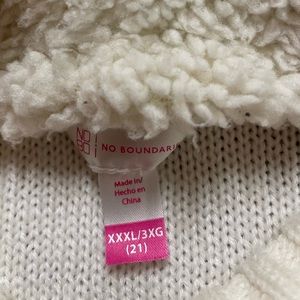 NO BOUNDARI
Made in/
Hecho en
China
XXXL/3XG
(21)